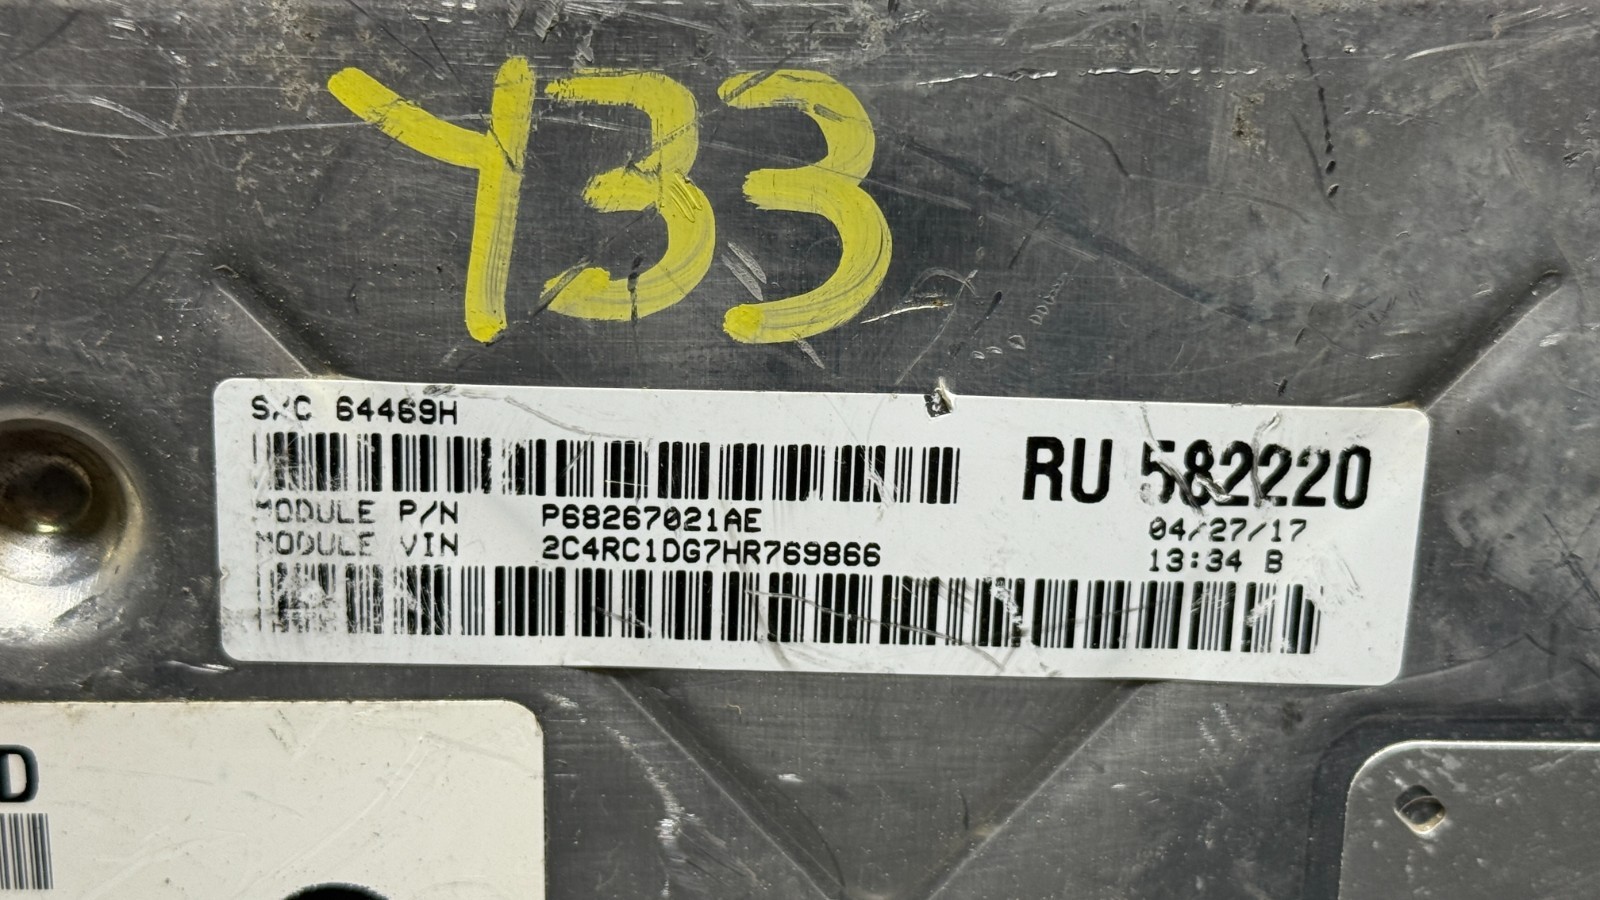 Y33
S/C 64469H
RU 582220
MODULE P/N P68267021AE
04/27/17
MODULE VIN 2C4RC1DG7HR769866
13:34 B
D